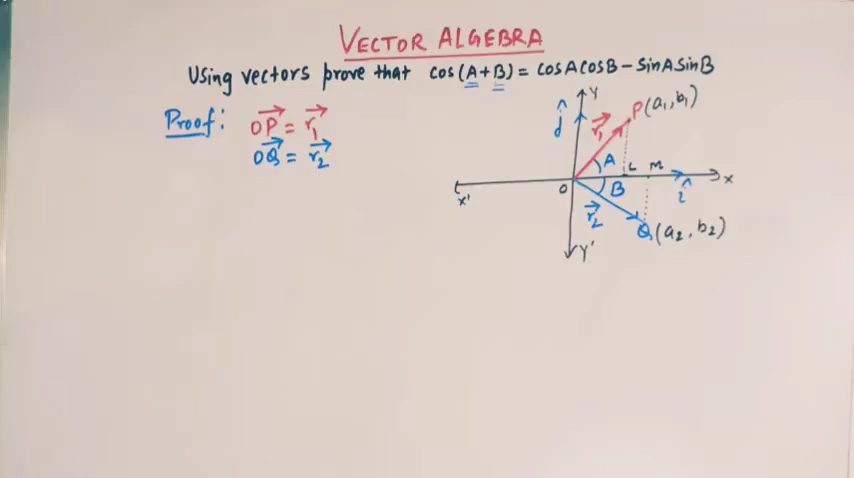 VECTOR ALGEBRA
Using vectors prove that cos(A+B) = cosAcosB - SinASinB
Proof:
→OP = →r₁
→OQ = →r₂
Y
ĵ
→r₁
P(a₁, b₁)
A
L M
X' O X
B
î
→r₂
Q(a₂, b₂)
Y'